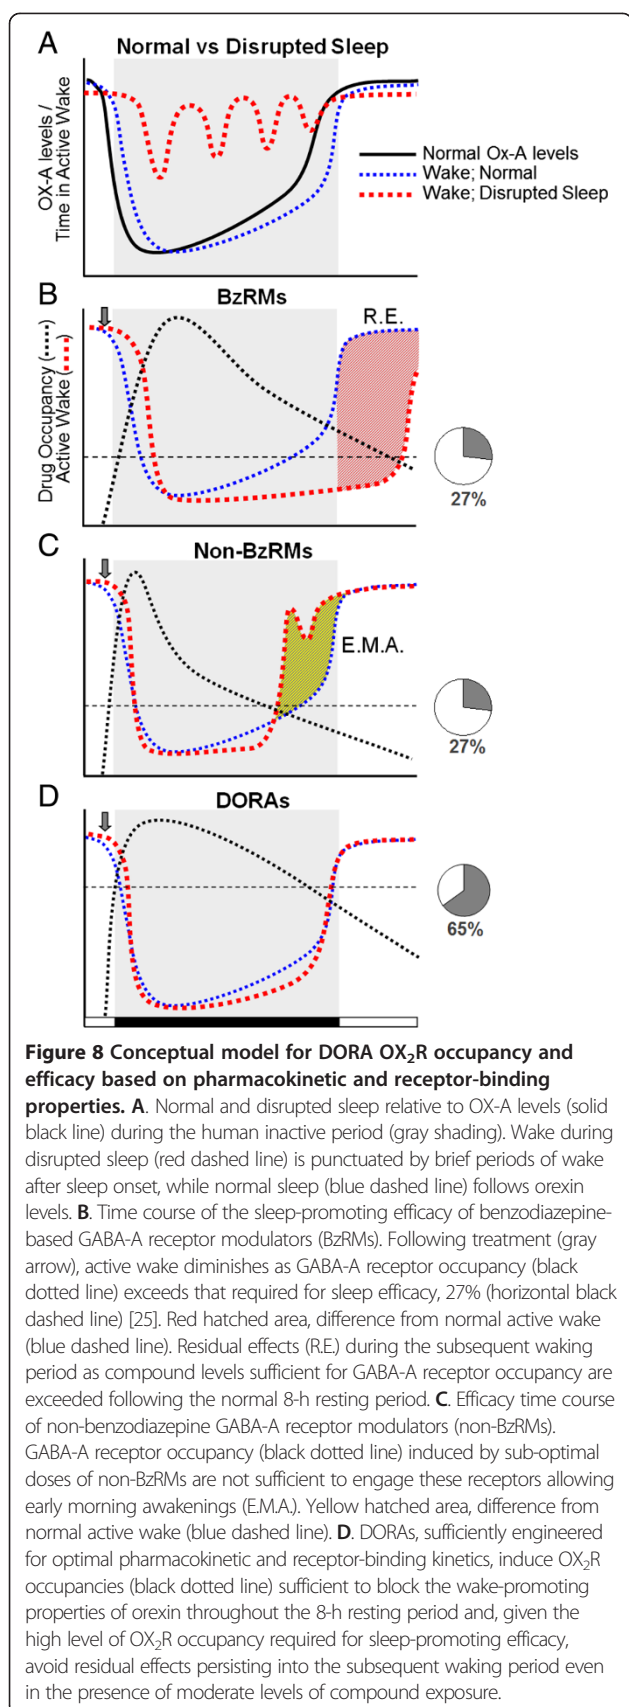 A
Normal vs Disrupted Sleep
OX-A levels /
Time in Active Wake
Normal Ox-A levels
Wake; Normal
Wake; Disrupted Sleep
B
BzRMs
R.E.
Drug Occupancy (
)
Active Wake (
)
27%
C
Non-BzRMs
E.M.A.
27%
D
DORAs
65%
Figure 8 Conceptual model for DORA OX₂R occupancy and
efficacy based on pharmacokinetic and receptor-binding
properties. A. Normal and disrupted sleep relative to OX-A levels (solid
black line) during the human inactive period (gray shading). Wake during
disrupted sleep (red dashed line) is punctuated by brief periods of wake
after sleep onset, while normal sleep (blue dashed line) follows orexin
levels. B. Time course of the sleep-promoting efficacy of benzodiazepine-
based GABA-A receptor modulators (BzRMs). Following treatment (gray
arrow), active wake diminishes as GABA-A receptor occupancy (black
dotted line) exceeds that required for sleep efficacy, 27% (horizontal black
dashed line) [25]. Red hatched area, difference from normal active wake
(blue dashed line). Residual effects (R.E.) during the subsequent waking
period as compound levels sufficient for GABA-A receptor occupancy are
exceeded following the normal 8-h resting period. C. Efficacy time course
of non-benzodiazepine GABA-A receptor modulators (non-BzRMs).
GABA-A receptor occupancy (black dotted line) induced by sub-optimal
doses of non-BzRMs are not sufficient to engage these receptors allowing
early morning awakenings (E.M.A.). Yellow hatched area, difference from
normal active wake (blue dashed line). D. DORAs, sufficiently engineered
for optimal pharmacokinetic and receptor-binding kinetics, induce OX₂R
occupancies (black dotted line) sufficient to block the wake-promoting
properties of orexin throughout the 8-h resting period and, given the
high level of OX₂R occupancy required for sleep-promoting efficacy,
avoid residual effects persisting into the subsequent waking period even
in the presence of moderate levels of compound exposure.